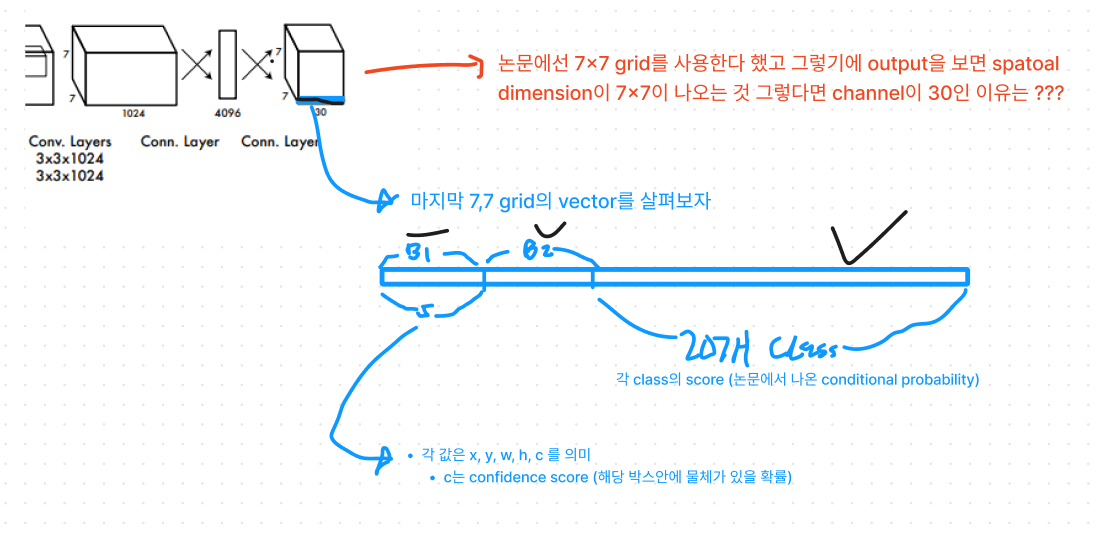 7
7
1024
4096
7
7
30
Conv. Layers
3x3x1024
3x3x1024
Conn. Layer
Conn. Layer
논문에선 7×7 grid를 사용한다 했고 그렇기에 output을 보면 spatoal
dimension이 7×7이 나오는 것 그렇다면 channel이 30인 이유는 ???
마지막 7,7 grid의 vector를 살펴보자
B1
B2
5
20개 class
각 class의 score (논문에서 나온 conditional probability)
• 각 값은 x, y, w, h, c 를 의미
• c는 confidence score (해당 박스안에 물체가 있을 확률)